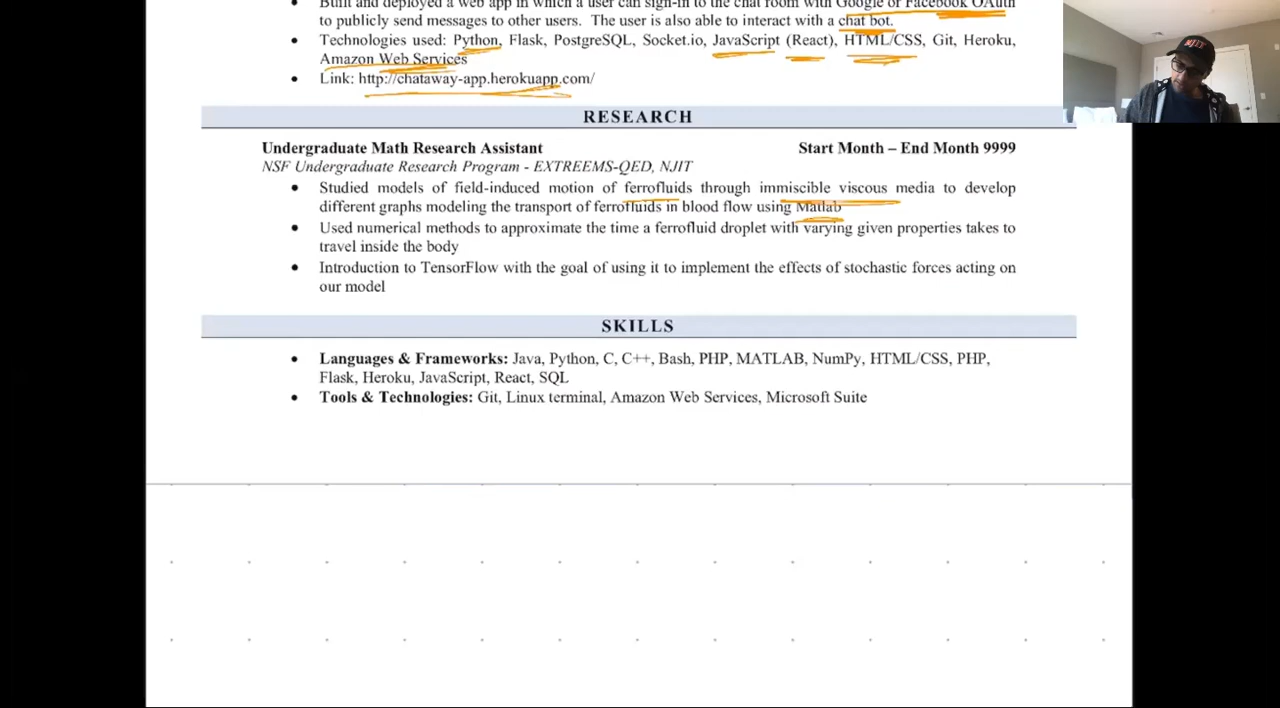 Built and deployed a web app in which a user can sign-in to the chat room with Google or Facebook OAuth
to publicly send messages to other users. The user is also able to interact with a chat bot.
Technologies used: Python, Flask, PostgreSQL, Socket.io, JavaScript (React), HTML/CSS, Git, Heroku,
Amazon Web Services
Link: http://chataway-app.herokuapp.com/
NJIT
RESEARCH
Undergraduate Math Research Assistant Start Month – End Month 9999
NSF Undergraduate Research Program - EXTREEMS-QED, NJIT
Studied models of field-induced motion of ferrofluids through immiscible viscous media to develop
different graphs modeling the transport of ferrofluids in blood flow using Matlab
Used numerical methods to approximate the time a ferrofluid droplet with varying given properties takes to
travel inside the body
Introduction to TensorFlow with the goal of using it to implement the effects of stochastic forces acting on
our model
SKILLS
Languages & Frameworks: Java, Python, C, C++, Bash, PHP, MATLAB, NumPy, HTML/CSS, PHP,
Flask, Heroku, JavaScript, React, SQL
Tools & Technologies: Git, Linux terminal, Amazon Web Services, Microsoft Suite